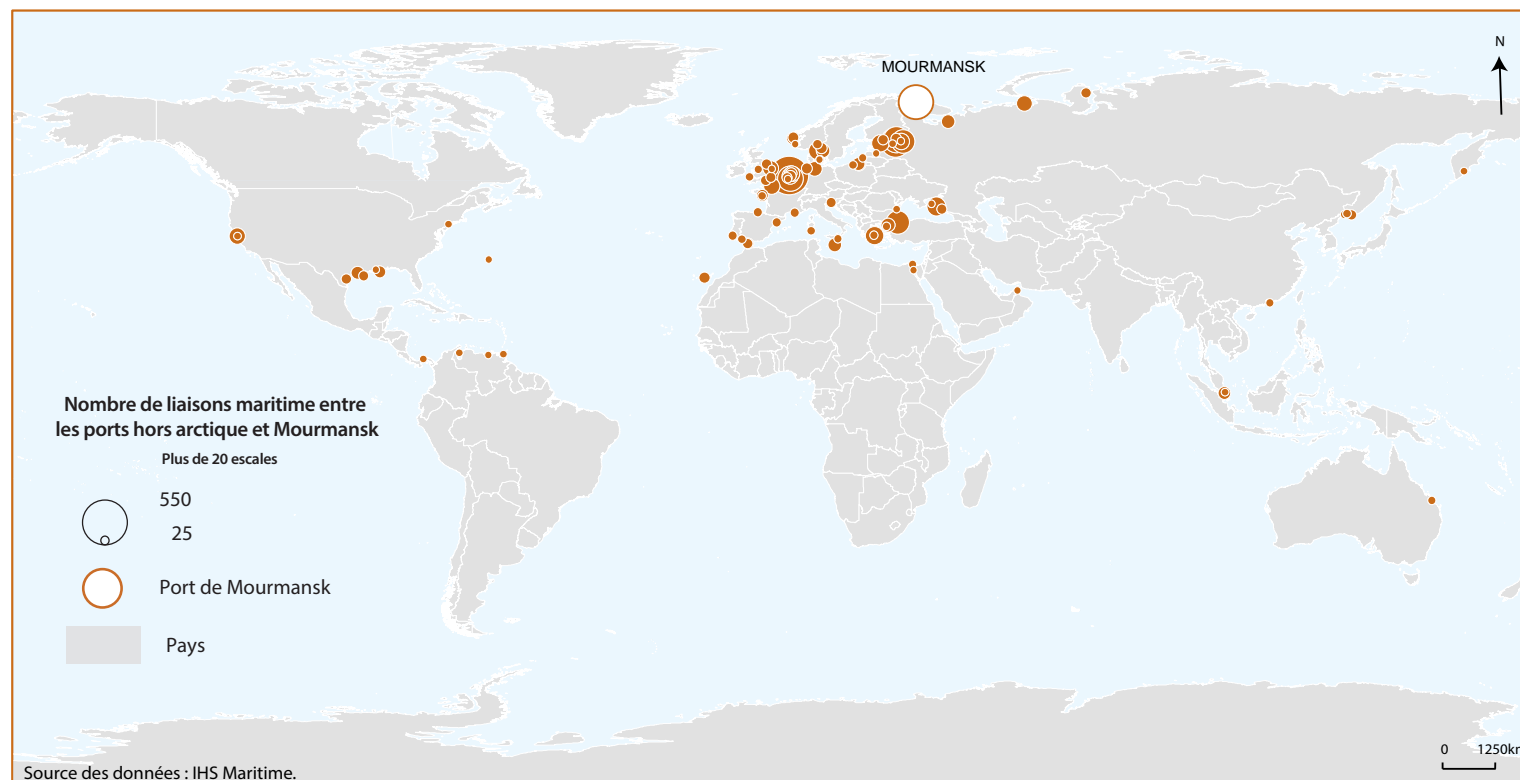 N
MOURMANSK
Nombre de liaisons maritime entre
les ports hors arctique et Mourmansk
Plus de 20 escales
550
25
Port de Mourmansk
Pays
0 1250km
Source des données : IHS Maritime.